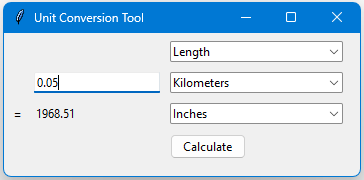 Unit Conversion Tool
Length
0.05 Kilometers
= 1968.51 Inches
Calculate